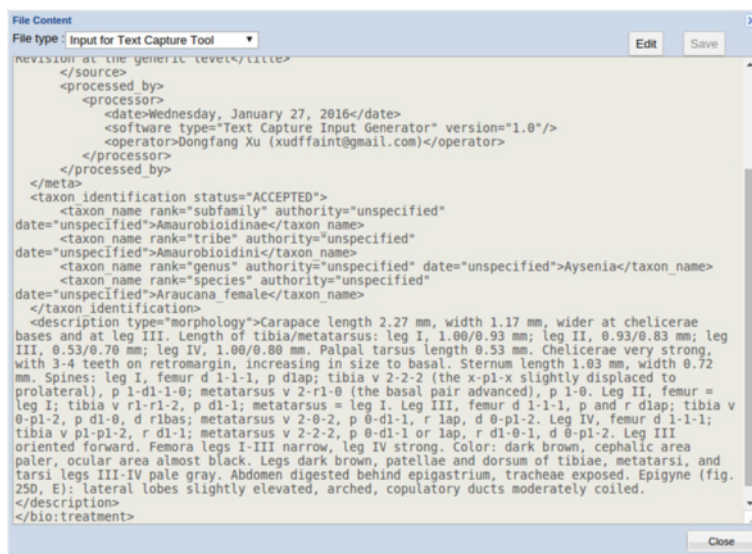 File Content
File type : Input for Text Capture Tool
Edit
Save
Revision at the generic level</title>
</source>
<processed_by>
<processor>
<date>Wednesday, January 27, 2016</date>
<software type="Text Capture Input Generator" version="1.0"/>
<operator>Dongfang Xu (xudffaint@gmail.com)</operator>
</processor>
</processed_by>
</meta>
<taxon_identification status="ACCEPTED">
<taxon_name rank="subfamily" authority="unspecified"
date="unspecified">Amaurobioidinae</taxon_name>
<taxon_name rank="tribe" authority="unspecified"
date="unspecified">Amaurobioidini</taxon_name>
<taxon_name rank="genus" authority="unspecified" date="unspecified">Aysenia</taxon_name>
<taxon_name rank="species" authority="unspecified"
date="unspecified">Araucana_female</taxon_name>
</taxon_identification>
<description type="morphology">Carapace length 2.27 mm, width 1.17 mm, wider at chelicerae
bases and at leg III. Length of tibia/metatarsus: leg I, 1.00/0.93 mm; leg II, 0.93/0.83 mm; leg
III, 0.53/0.70 mm; leg IV, 1.00/0.80 mm. Palpal tarsus length 0.53 mm. Chelicerae very strong,
with 3-4 teeth on retromargin, increasing in size to basal. Sternum length 1.03 mm, width 0.72
mm. Spines: leg I, femur d 1-1-1, p d1ap; tibia v 2-2-2 (the x-p1-x slightly displaced to
prolateral), p 1-d1-1-0; metatarsus v 2-r1-0 (the basal pair advanced), p 1-0. Leg II, femur =
leg I; tibia v r1-r1-2, p d1-1; metatarsus = leg I. Leg III, femur d 1-1-1, p and r d1ap; tibia v
0-p1-2, p d1-0, d r1bas; metatarsus v 2-0-2, p 0-d1-1, r 1ap, d 0-p1-2. Leg IV, femur d 1-1-1;
tibia v p1-p1-2, r d1-1; metatarsus v 2-2-2, p 0-d1-1 or 1ap, r d1-0-1, d 0-p1-2. Leg III
oriented forward. Femora legs I-III narrow, leg IV strong. Color: dark brown, cephalic area
paler, ocular area almost black. Legs dark brown, patellae and dorsum of tibiae, metatarsi, and
tarsi legs III-IV pale gray. Abdomen digested behind epigastrium, tracheae exposed. Epigyne (fig.
25D, E): lateral lobes slightly elevated, arched, copulatory ducts moderately coiled.
</description>
</bio:treatment>
Close